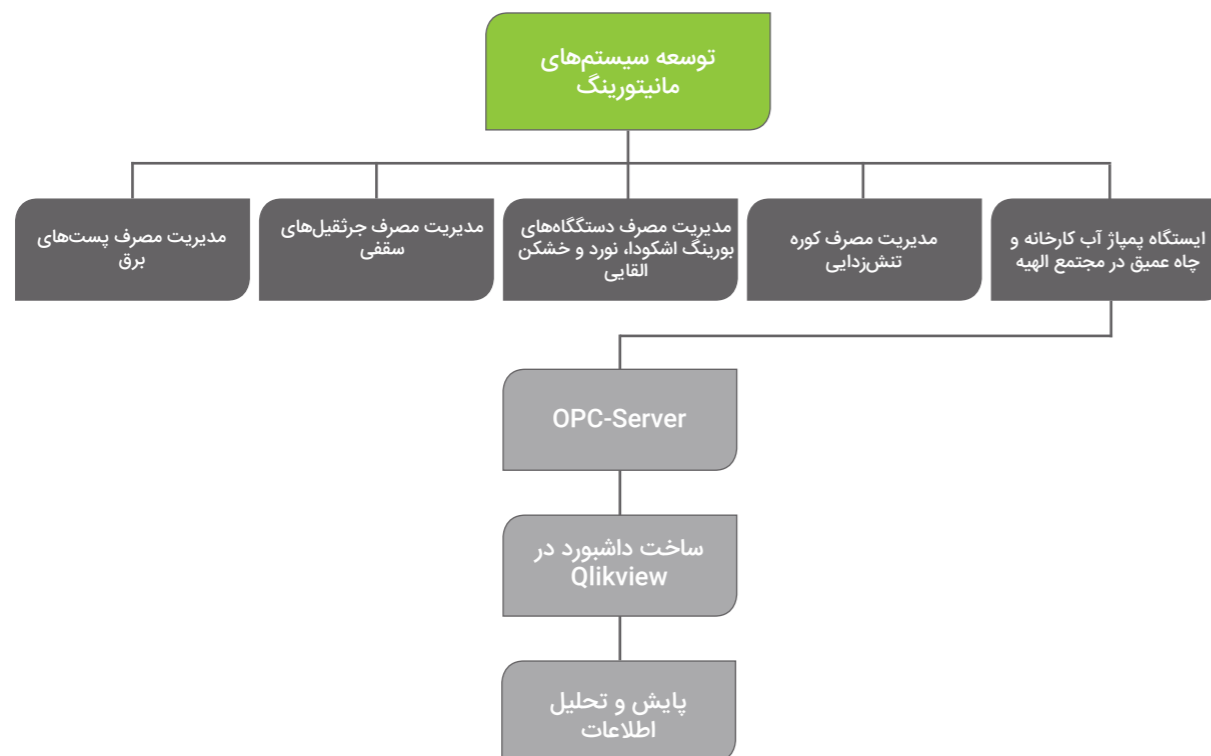 توسعه سیستم‌های
مانیتورینگ
ایستگاه پمپاژ آب کارخانه و
چاه عمیق در مجتمع الهیه
مدیریت مصرف کوره
تنش‌زدایی
مدیریت مصرف دستگگاه‌های
بورینگ اشکودا، نورد و خشکن
القایی
مدیریت مصرف جرثقیل‌های
سقفی
مدیریت مصرف پست‌های
برق
OPC-Server
ساخت داشبورد در
Qlikview
پایش و تحلیل
اطلاعات